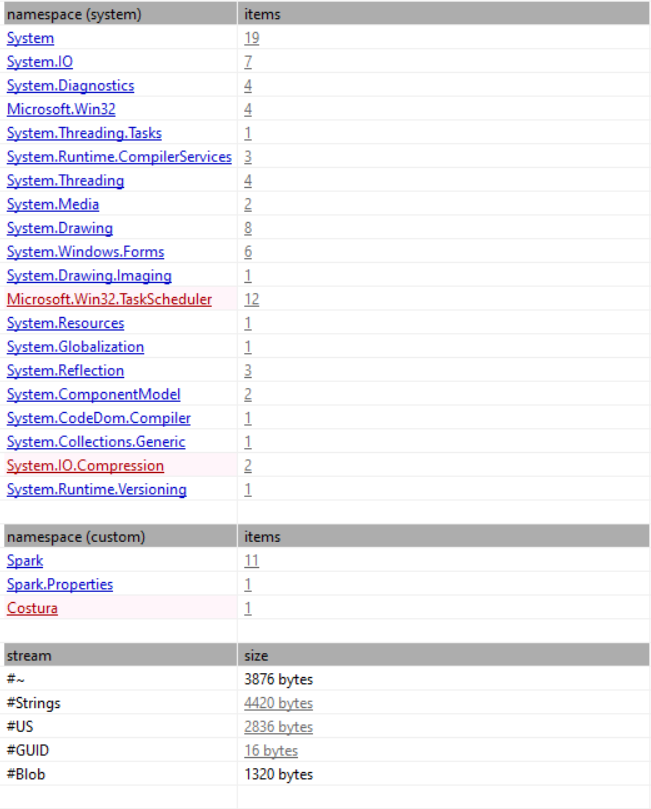 namespace (system) items
System 19
System.IO 7
System.Diagnostics 4
Microsoft.Win32 4
System.Threading.Tasks 1
System.Runtime.CompilerServices 3
System.Threading 4
System.Media 2
System.Drawing 8
System.Windows.Forms 6
System.Drawing.Imaging 1
Microsoft.Win32.TaskScheduler 12
System.Resources 1
System.Globalization 1
System.Reflection 3
System.ComponentModel 2
System.CodeDom.Compiler 1
System.Collections.Generic 1
System.IO.Compression 2
System.Runtime.Versioning 1
namespace (custom) items
Spark 11
Spark.Properties 1
Costura 1
stream size
#~ 3876 bytes
#Strings 4420 bytes
#US 2836 bytes
#GUID 16 bytes
#Blob 1320 bytes